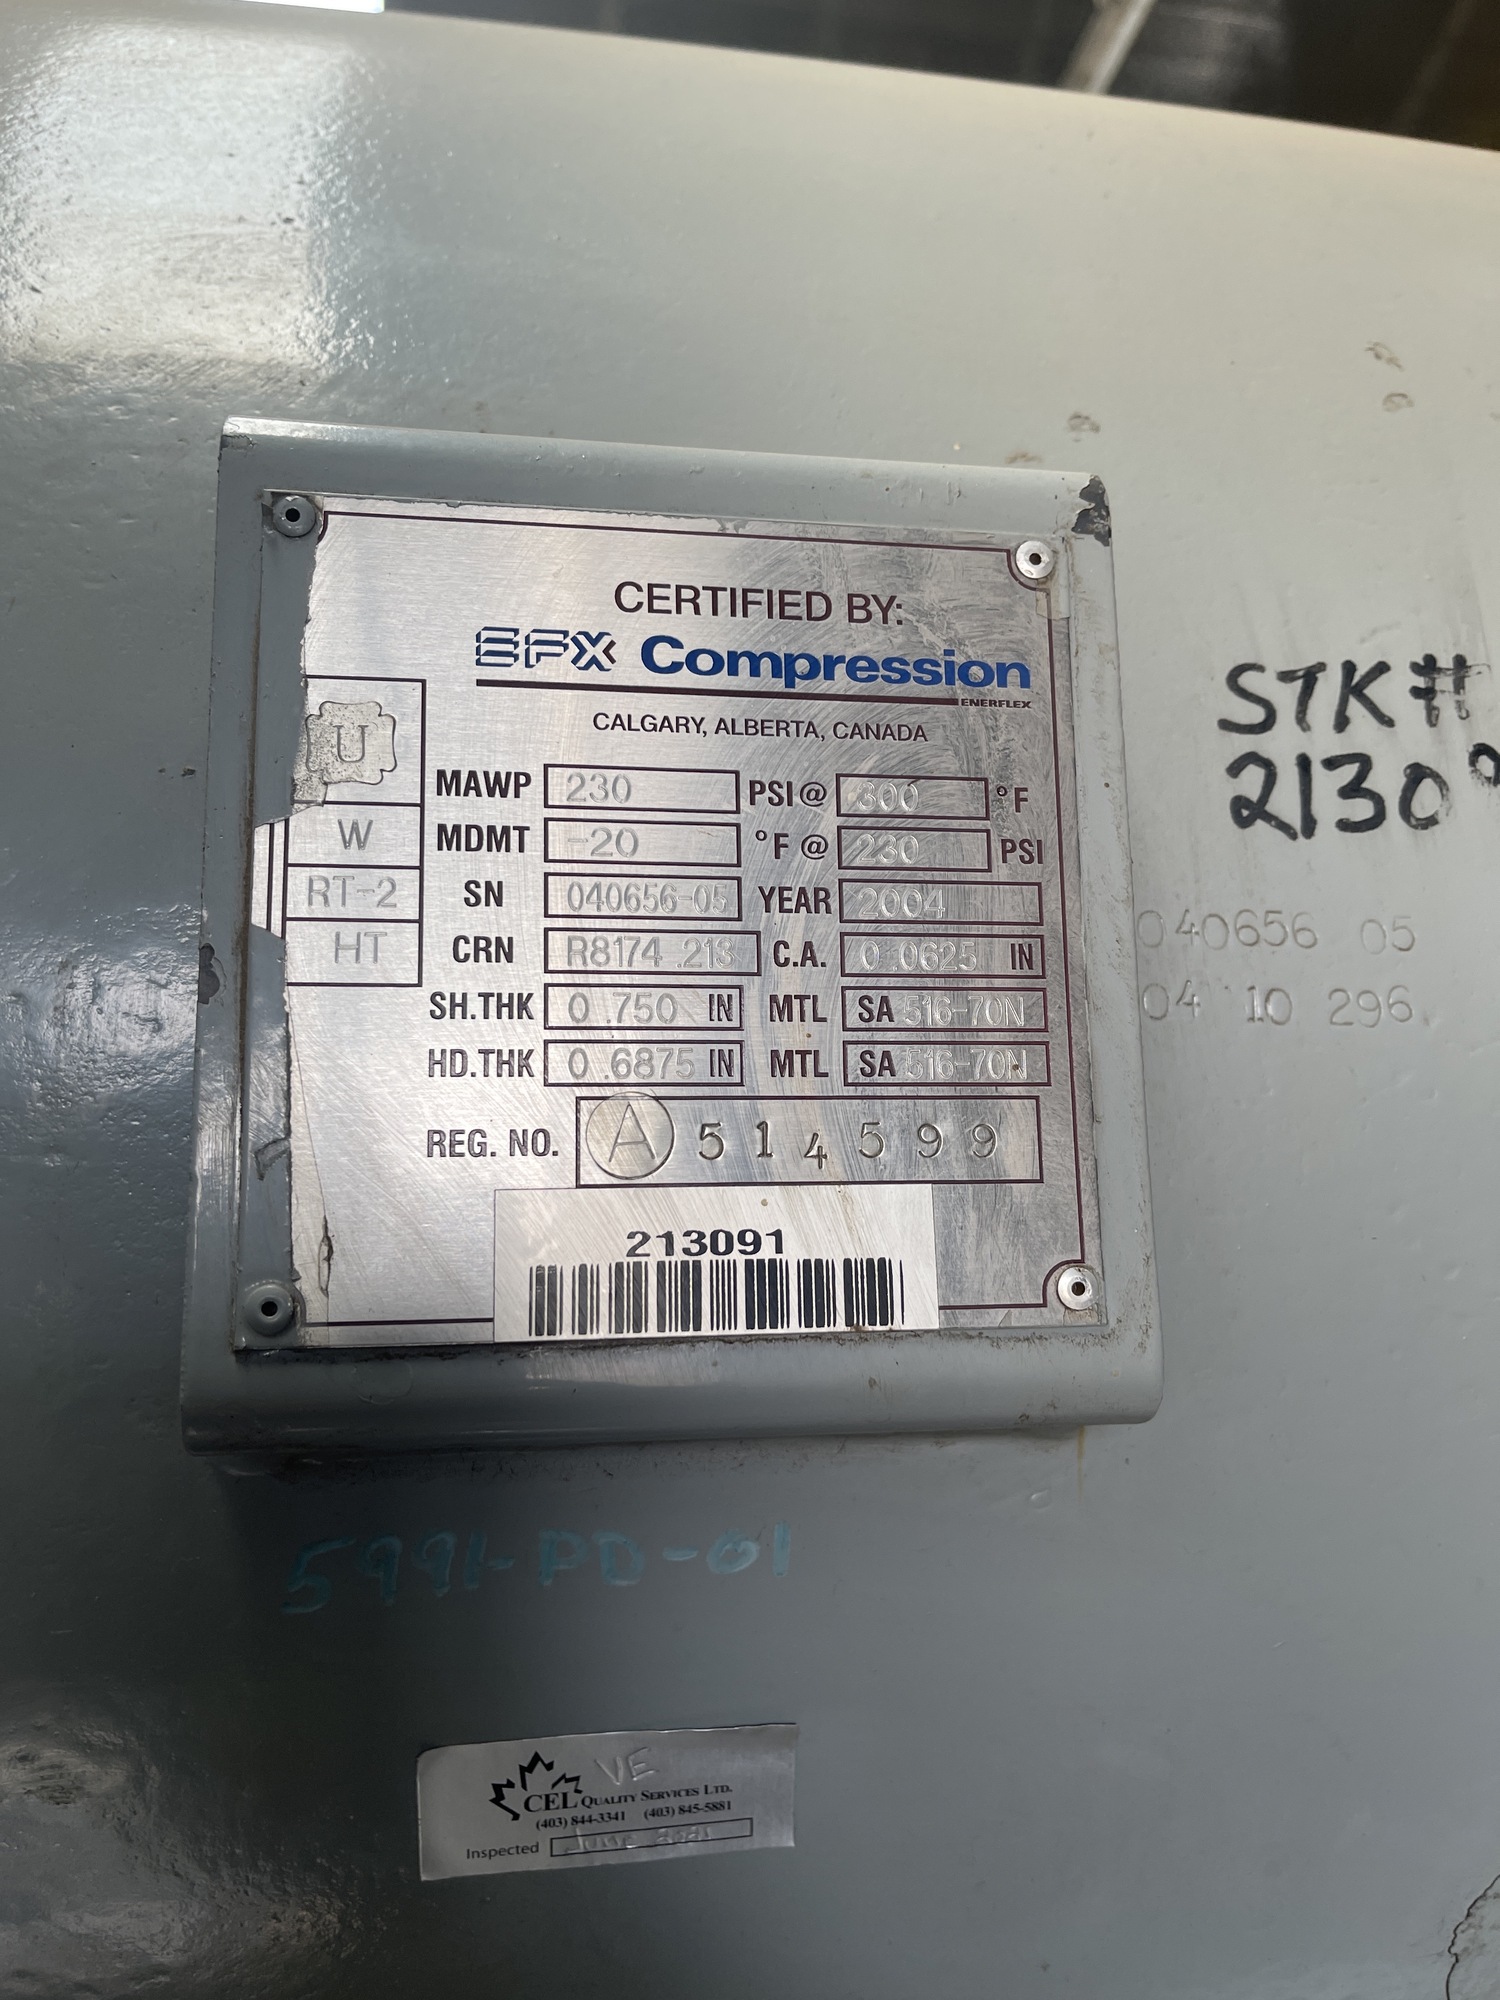 CERTIFIED BY:
EFX Compression
ENERFLEX
CALGARY, ALBERTA, CANADA
U
W
RT-2
HT
MAWP 230 PSI@ 300 °F
MDMT -20 °F@ 230 PSI
SN 040656-05 YEAR 2004
CRN R8174.213 C.A. 0.0625 IN
SH.THK 0.750 IN MTL SA 516-70N
HD.THK 0.6875 IN MTL SA 516-70N
REG. NO. A 514599
213091
STK#
2130
040656 05
04 10 296
5991-PD-01
VE
CEL QUALITY SERVICES LTD.
(403) 844-3341 (403) 845-5881
Inspected June